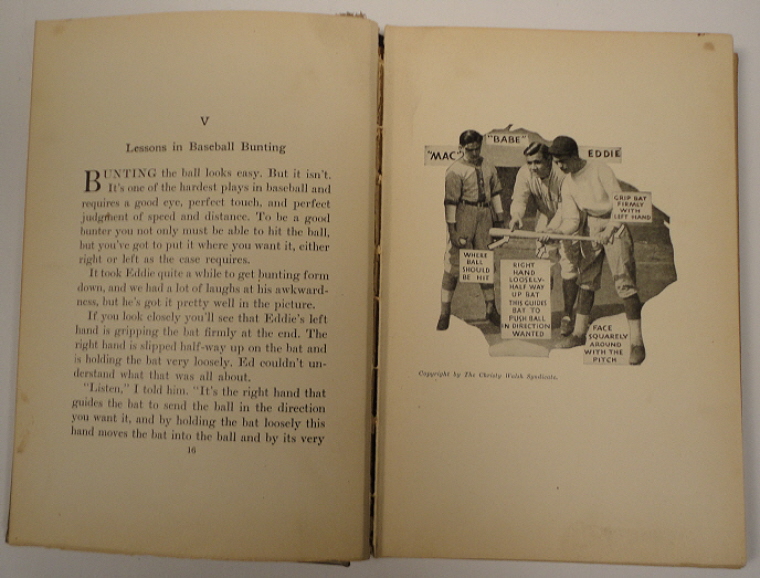 V
Lessons in Baseball Bunting
BUNTING the ball looks easy. But it isn't.
It's one of the hardest plays in baseball and
requires a good eye, perfect touch, and perfect
judgment of speed and distance. To be a good
bunter you not only must be able to hit the ball,
but you've got to put it where you want it, either
right or left as the case requires.
It took Eddie quite a while to get bunting form
down, and we had a lot of laughs at his awkward-
ness, but he's got it pretty well in the picture.
If you look closely you'll see that Eddie's left
hand is gripping the bat firmly at the end. The
right hand is slipped half-way up on the bat and
is holding the bat very loosely. Ed couldn't un-
derstand what that was all about.
"Listen," I told him. "It's the right hand that
guides the bat to send the ball in the direction
you want it, and by holding the bat loosely this
hand moves the bat into the ball and by its very
16
"MAC"
"BABE"
EDDIE
GRIP BAT
FIRMLY
WITH
LEFT HAND
WHERE
BALL
SHOULD
BE HIT
RIGHT
HAND
LOOSELY-
HALF WAY
UP BAT
THIS GUIDES
BAT TO
PUSH BALL
IN DIRECTION
WANTED
FACE
SQUARELY
AROUND
WITH THE
PITCH
Copyright by The Christy Walsh Syndicate.